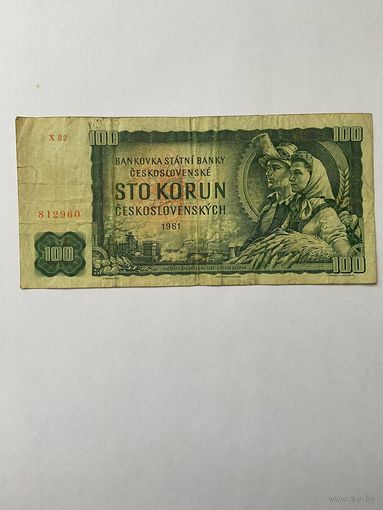 X 82
100
100
BANKOVKA STÁTNÍ BANKY
ČESKOSLOVENSKÉ
STO KORUN
ČESKOSLOVENSKÝCH
812960
1961
100
100
www.ay.by